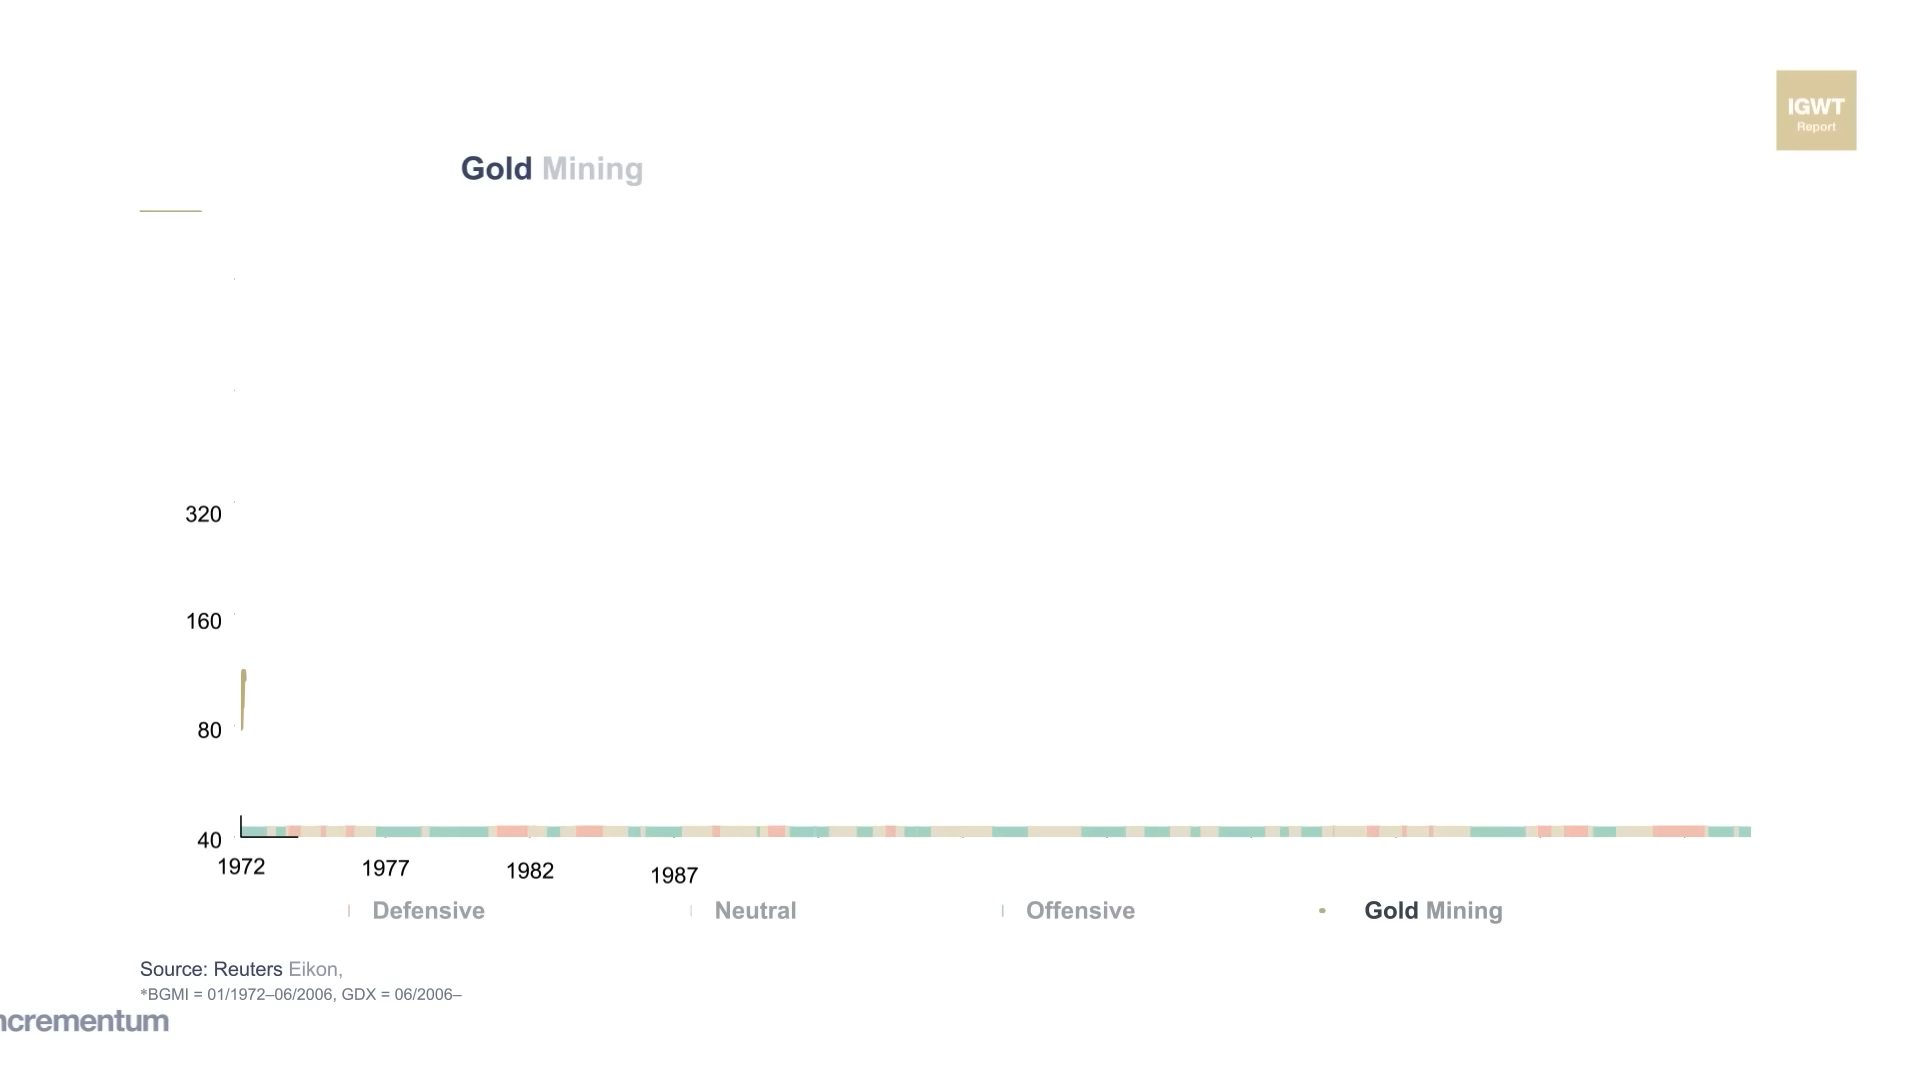 IGWT
Report
Gold Mining
320
160
80
40
1972 1977 1982 1987
Defensive Neutral Offensive Gold Mining
Source: Reuters Eikon,
*BGMI = 01/1972–06/2006, GDX = 06/2006–
ncrementum